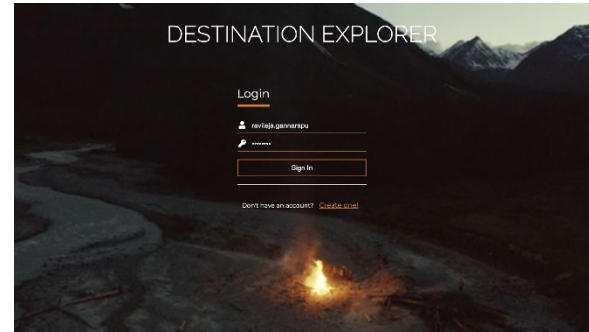 DESTINATION EXPLORER
Login
raviteja.gannarapu
••••••••
Sign In
Don't have an account? Create one!